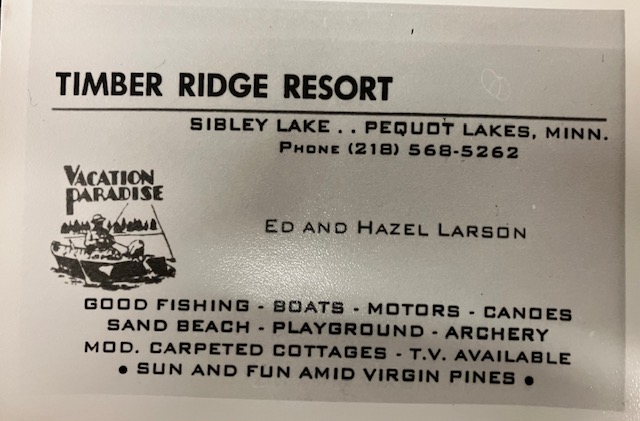 TIMBER RIDGE RESORT
SIBLEY LAKE . . PEQUOT LAKES, MINN.
PHONE (218) 568-5262
VACATION
PARADISE
ED AND HAZEL LARSON
GOOD FISHING - BOATS - MOTORS - CANOES
SAND BEACH - PLAYGROUND - ARCHERY
MOD. CARPETED COTTAGES - T.V. AVAILABLE
• SUN AND FUN AMID VIRGIN PINES •